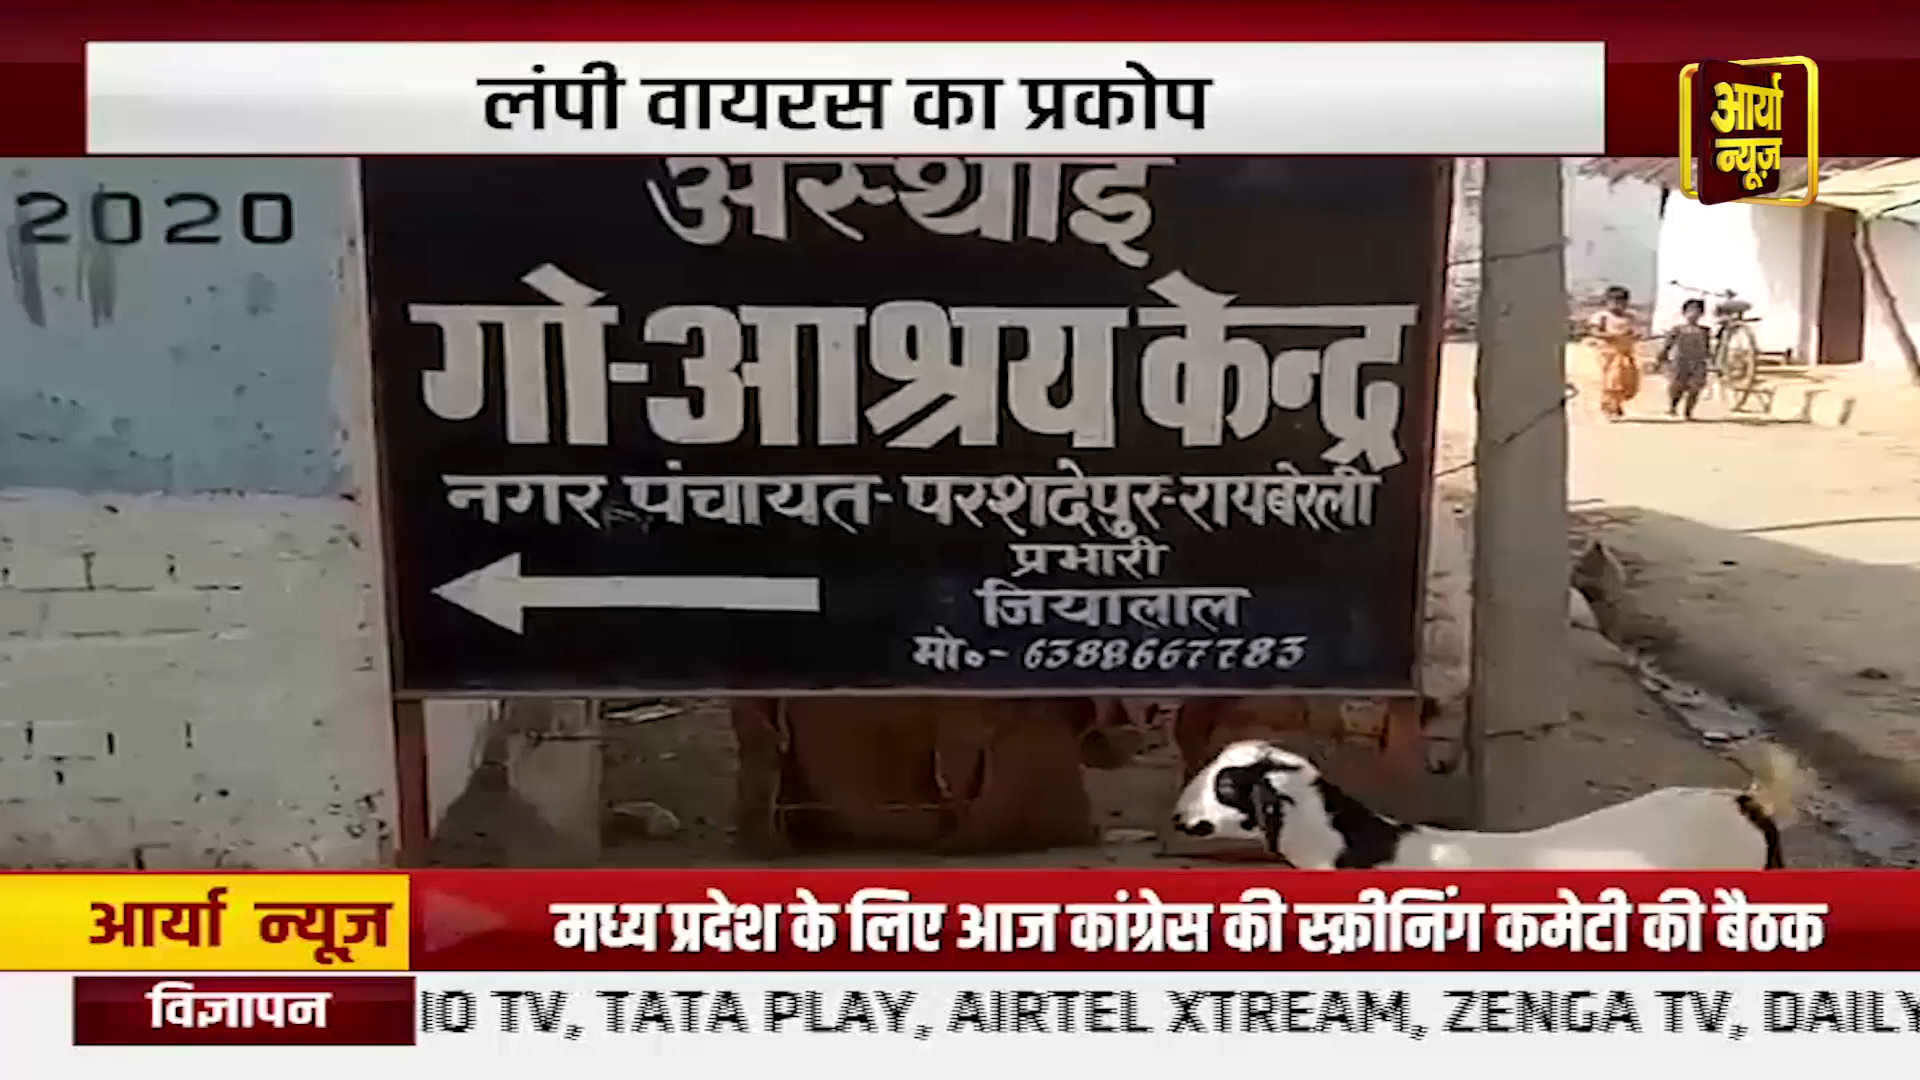 लंपी वायरस का प्रकोप
आर्या
न्यूज़
2020
अस्थाई
गो-आश्रय केन्द्र
नगर पंचायत-परशदेपुर-रायबरेली
प्रभारी
जियालाल
मो०- 6388667783
आर्या न्यूज़
मध्य प्रदेश के लिए आज कांग्रेस की स्क्रीनिंग कमेटी की बैठक
विज्ञापन
IO TV, TATA PLAY, AIRTEL XTREAM, ZENGA TV, DAILY